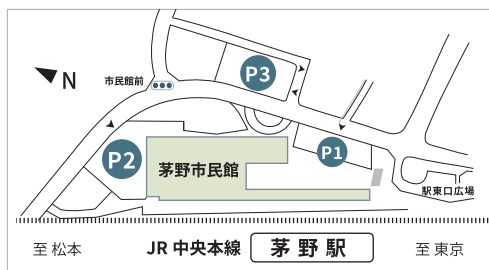 P3
N
市民館前
P2
茅野市民館
P1
駅東口広場
至 松本
JR 中央本線
茅野駅
至 東京